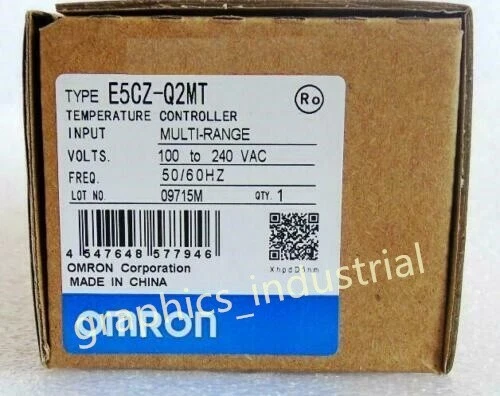 TYPE E5CZ-Q2MT
Ro
TEMPERATURE CONTROLLER
INPUT MULTI-RANGE
VOLTS. 100 to 240 VAC
FREQ. 50/60HZ
LOT NO. 09715M QTY. 1
4 547648 577946
XhpdD5nm
OMRON Corporation
MADE IN CHINA
graphics_industrial
OMRON